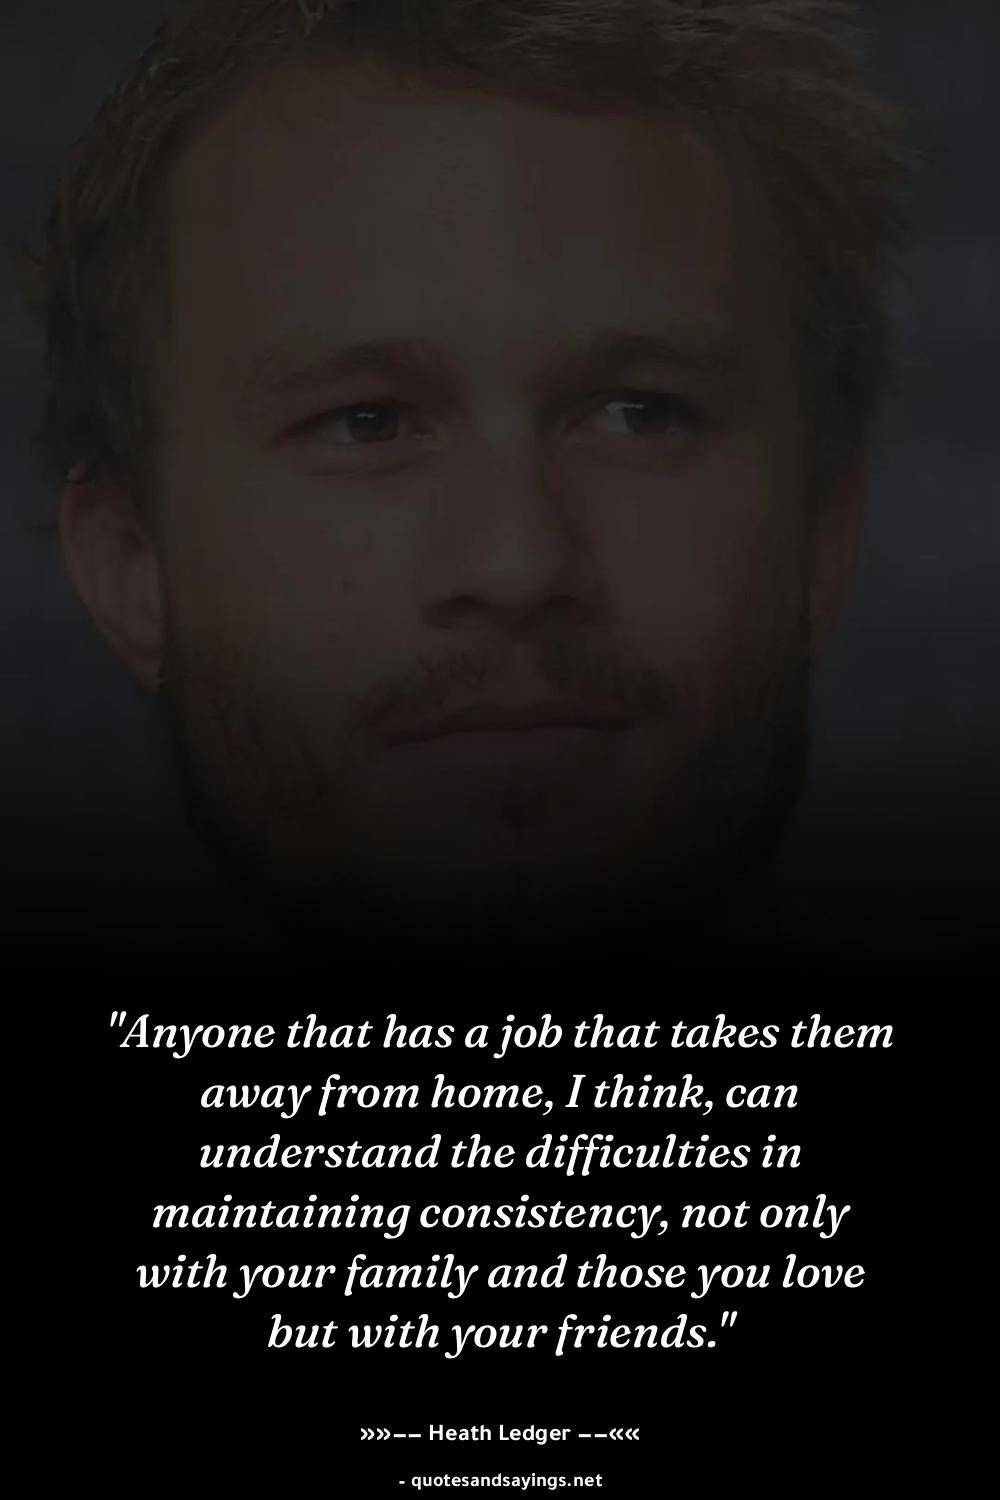 "Anyone that has a job that takes them
away from home, I think, can
understand the difficulties in
maintaining consistency, not only
with your family and those you love
but with your friends."
»»−− Heath Ledger −−««
- quotesandsayings.net